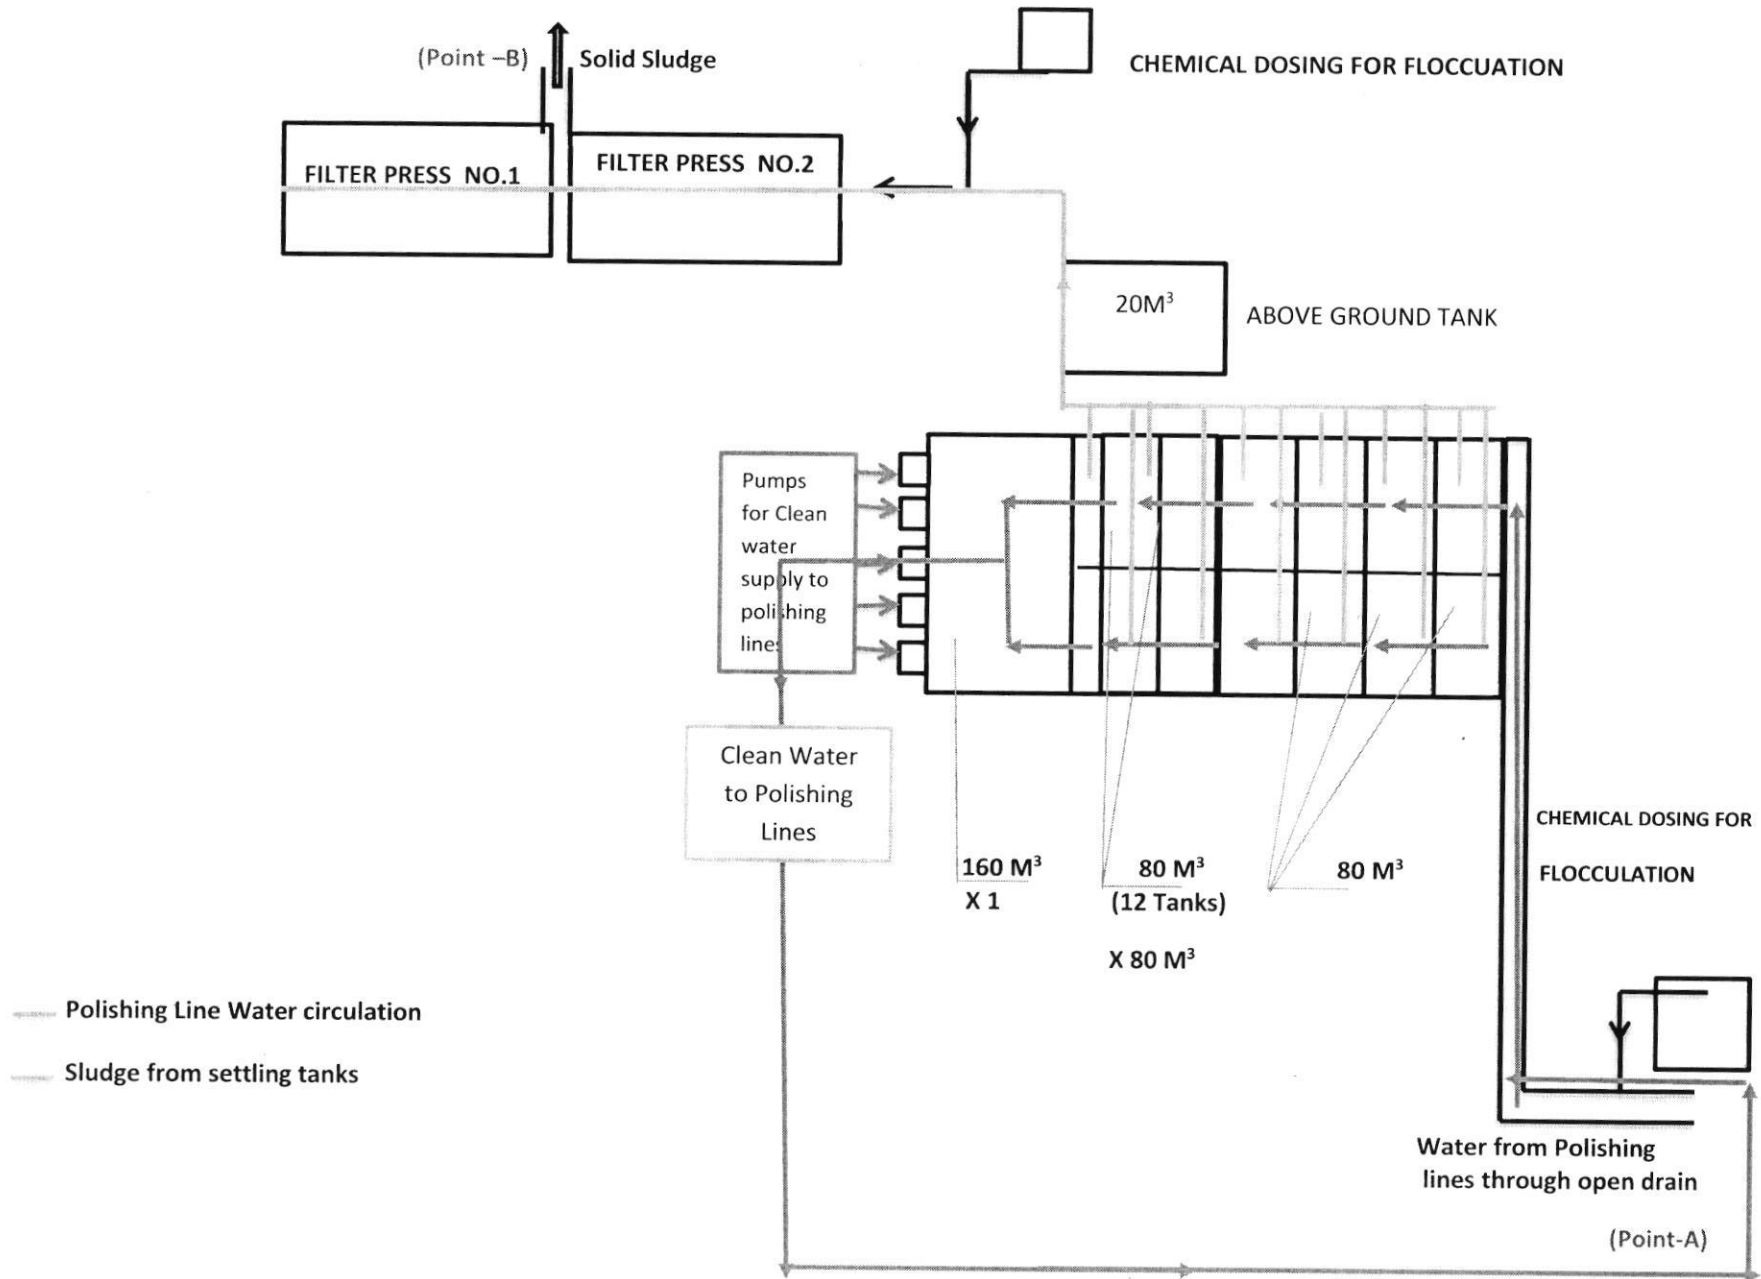 (Point –B)
Solid Sludge
CHEMICAL DOSING FOR FLOCCUATION
FILTER PRESS NO.1
FILTER PRESS NO.2
20M³
ABOVE GROUND TANK
Pumps
for Clean
water
supply to
polishing
lines
Clean Water
to Polishing
Lines
160 M³
X 1
80 M³
(12 Tanks)
X 80 M³
80 M³
CHEMICAL DOSING FOR
FLOCCULATION
Polishing Line Water circulation
Sludge from settling tanks
Water from Polishing
lines through open drain
(Point-A)